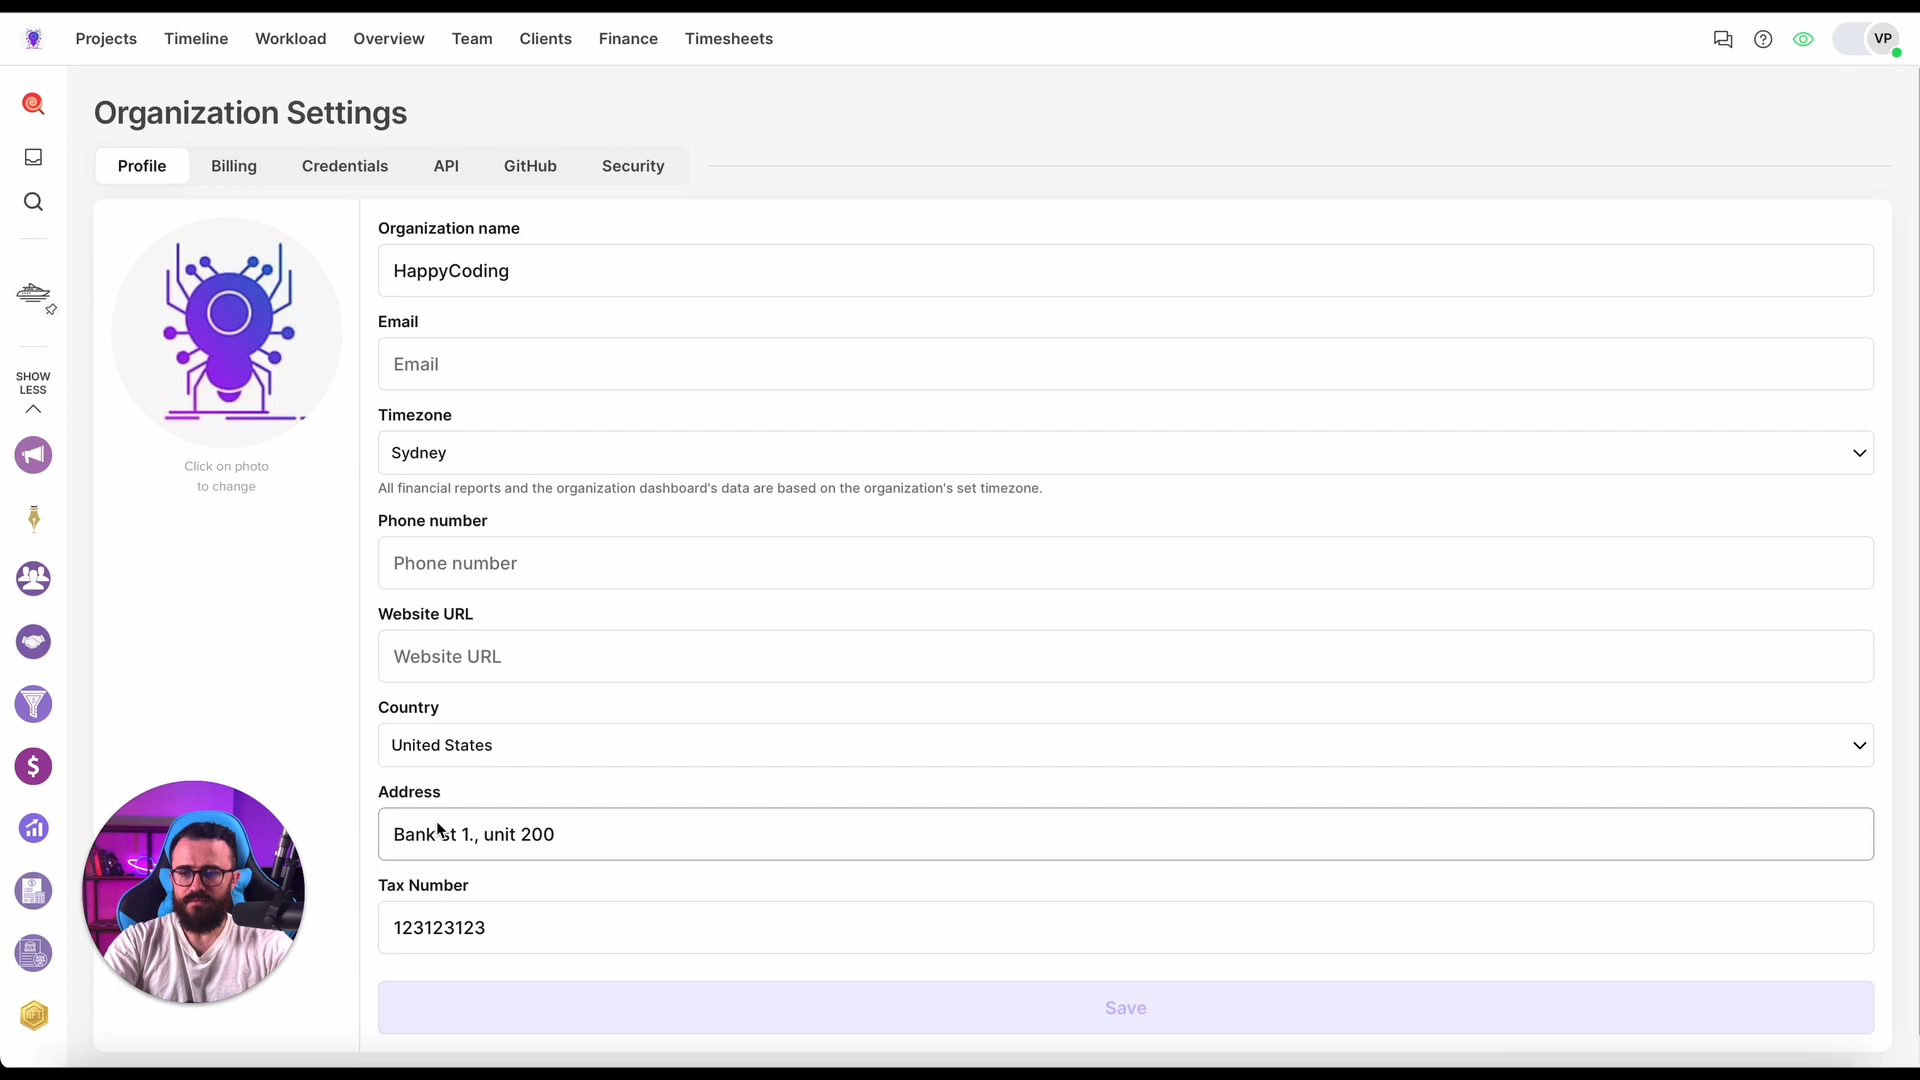 Projects
Timeline
Workload
Overview
Team
Clients
Finance
Timesheets
VP
Organization Settings
Profile
Billing
Credentials
API
GitHub
Security
SHOW
LESS
Click on photo
to change
Organization name
HappyCoding
Email
Email
Timezone
Sydney
All financial reports and the organization dashboard's data are based on the organization's set timezone.
Phone number
Phone number
Website URL
Website URL
Country
United States
Address
Bank st 1., unit 200
Tax Number
123123123
Save
NFT